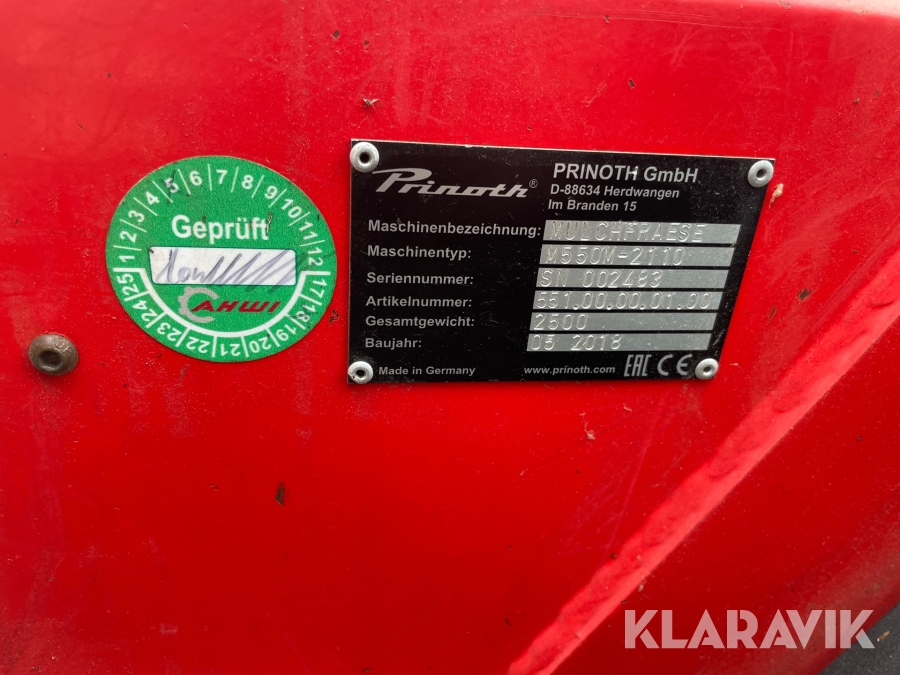 1 2 3 4 5 6 7 8 9 10 11 12
Geprüft
AHWI
25 24 23 22 21 20 19 18 17
Prinoth®
PRINOTH GmbH
D-88634 Herdwangen
Im Branden 15
Maschinenbezeichnung: MULCHFRAESE
Maschinentyp: M550M-2110
Seriennummer: SN 002483
Artikelnummer: 551.00.00.01.00
Gesamtgewicht: 2500
Baujahr: 05 2018
Made in Germany www.prinoth.com EAC CE
KLARAVIK